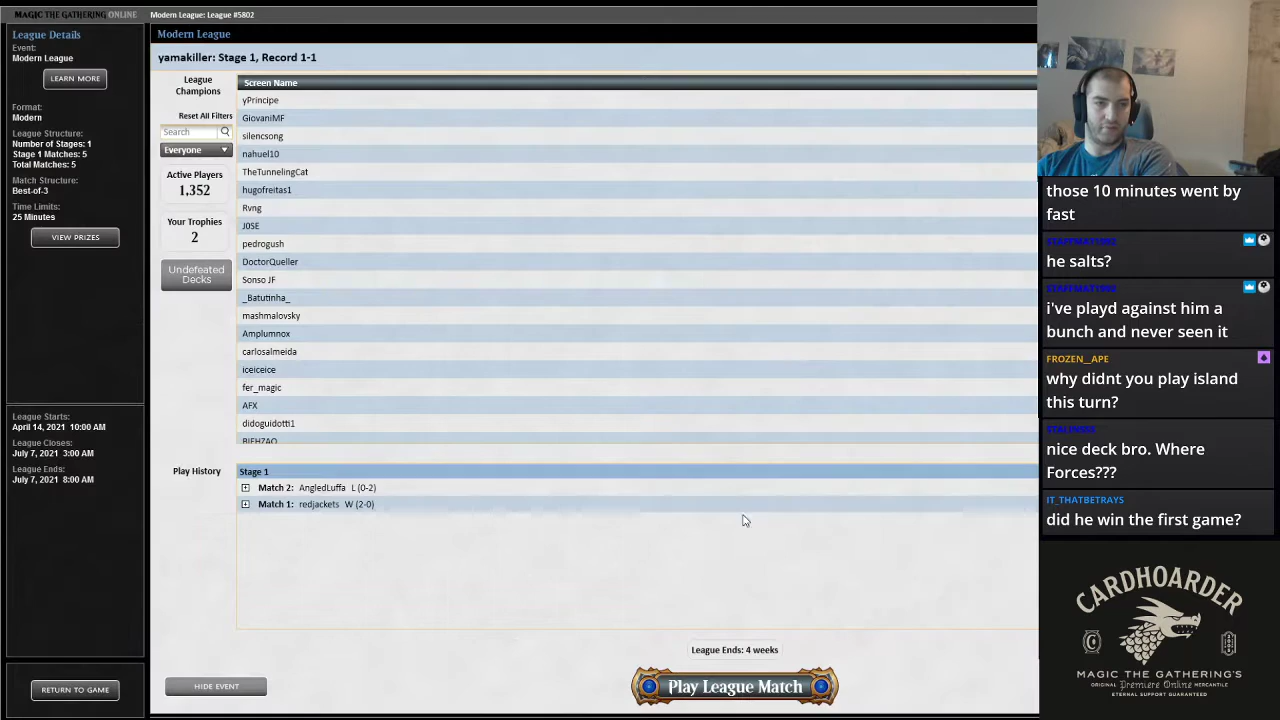 MAGIC THE GATHERING ONLINE
Modern League: League #5802
League Details
Event:
Modern League
LEARN MORE
Format:
Modern
League Structure:
Number of Stages: 1
Stage 1 Matches: 5
Total Matches: 5
Match Structure:
Best-of-3
Time Limits:
25 Minutes
VIEW PRIZES
League Starts:
April 14, 2021 10:00 AM
League Closes:
July 7, 2021 3:00 AM
League Ends:
July 7, 2021 8:00 AM
RETURN TO GAME
Modern League
yamakiller: Stage 1, Record 1-1
League
Champions
Reset All Filters
Search
Everyone
Active Players
1,352
Your Trophies
2
Undefeated
Decks
Screen Name
yPrincipe
GiovaniMF
silencsong
nahuel10
TheTunnelingCat
hugofreitas1
Rvng
J0SE
pedrogush
DoctorQueller
Sonso JF
_Batutinha_
mashmalovsky
Amplumnox
carlosalmeida
iceiceice
fer_magic
AFX
didoguidotti1
Play History
Stage 1
Match 2: AngledLuffa L (0-2)
Match 1: redjackets W (2-0)
League Ends: 4 weeks
HIDE EVENT
Play League Match
those 10 minutes went by
fast
he salts?
i've playd against him a
bunch and never seen it
FROZEN_APE
why didnt you play island
this turn?
nice deck bro. Where
Forces???
IT_THATBETRAYS
did he win the first game?
CARDHOARDER
MAGIC THE GATHERING'S
ORIGINAL Premiere Online MERCANTILE
ETERNAL SUPPORT GUARANTEED